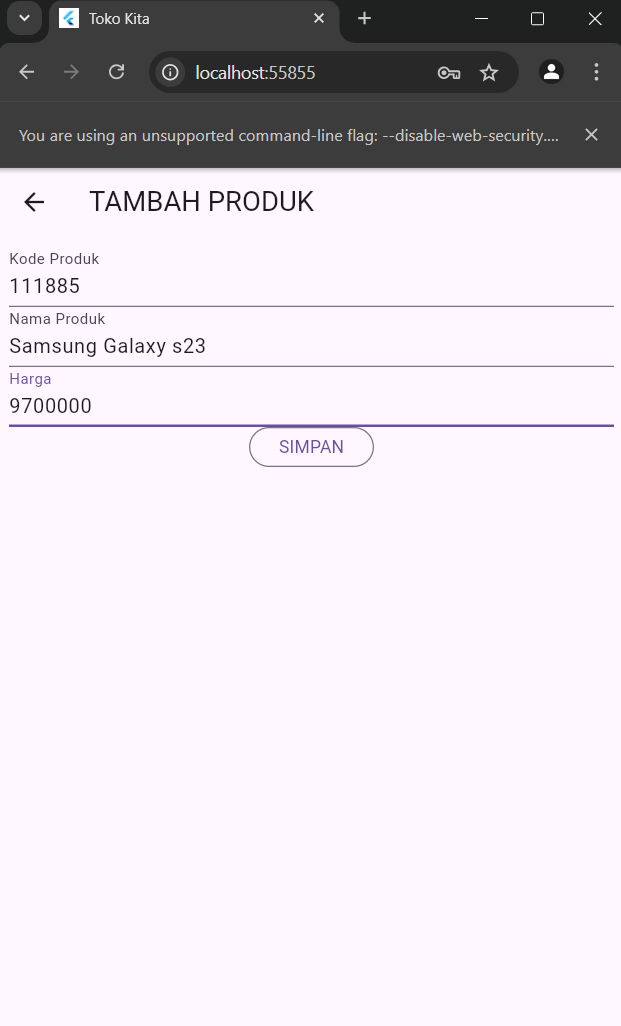 Toko Kita
localhost:55855
You are using an unsupported command-line flag: --disable-web-security....
TAMBAH PRODUK
Kode Produk
111885
Nama Produk
Samsung Galaxy s23
Harga
9700000
SIMPAN